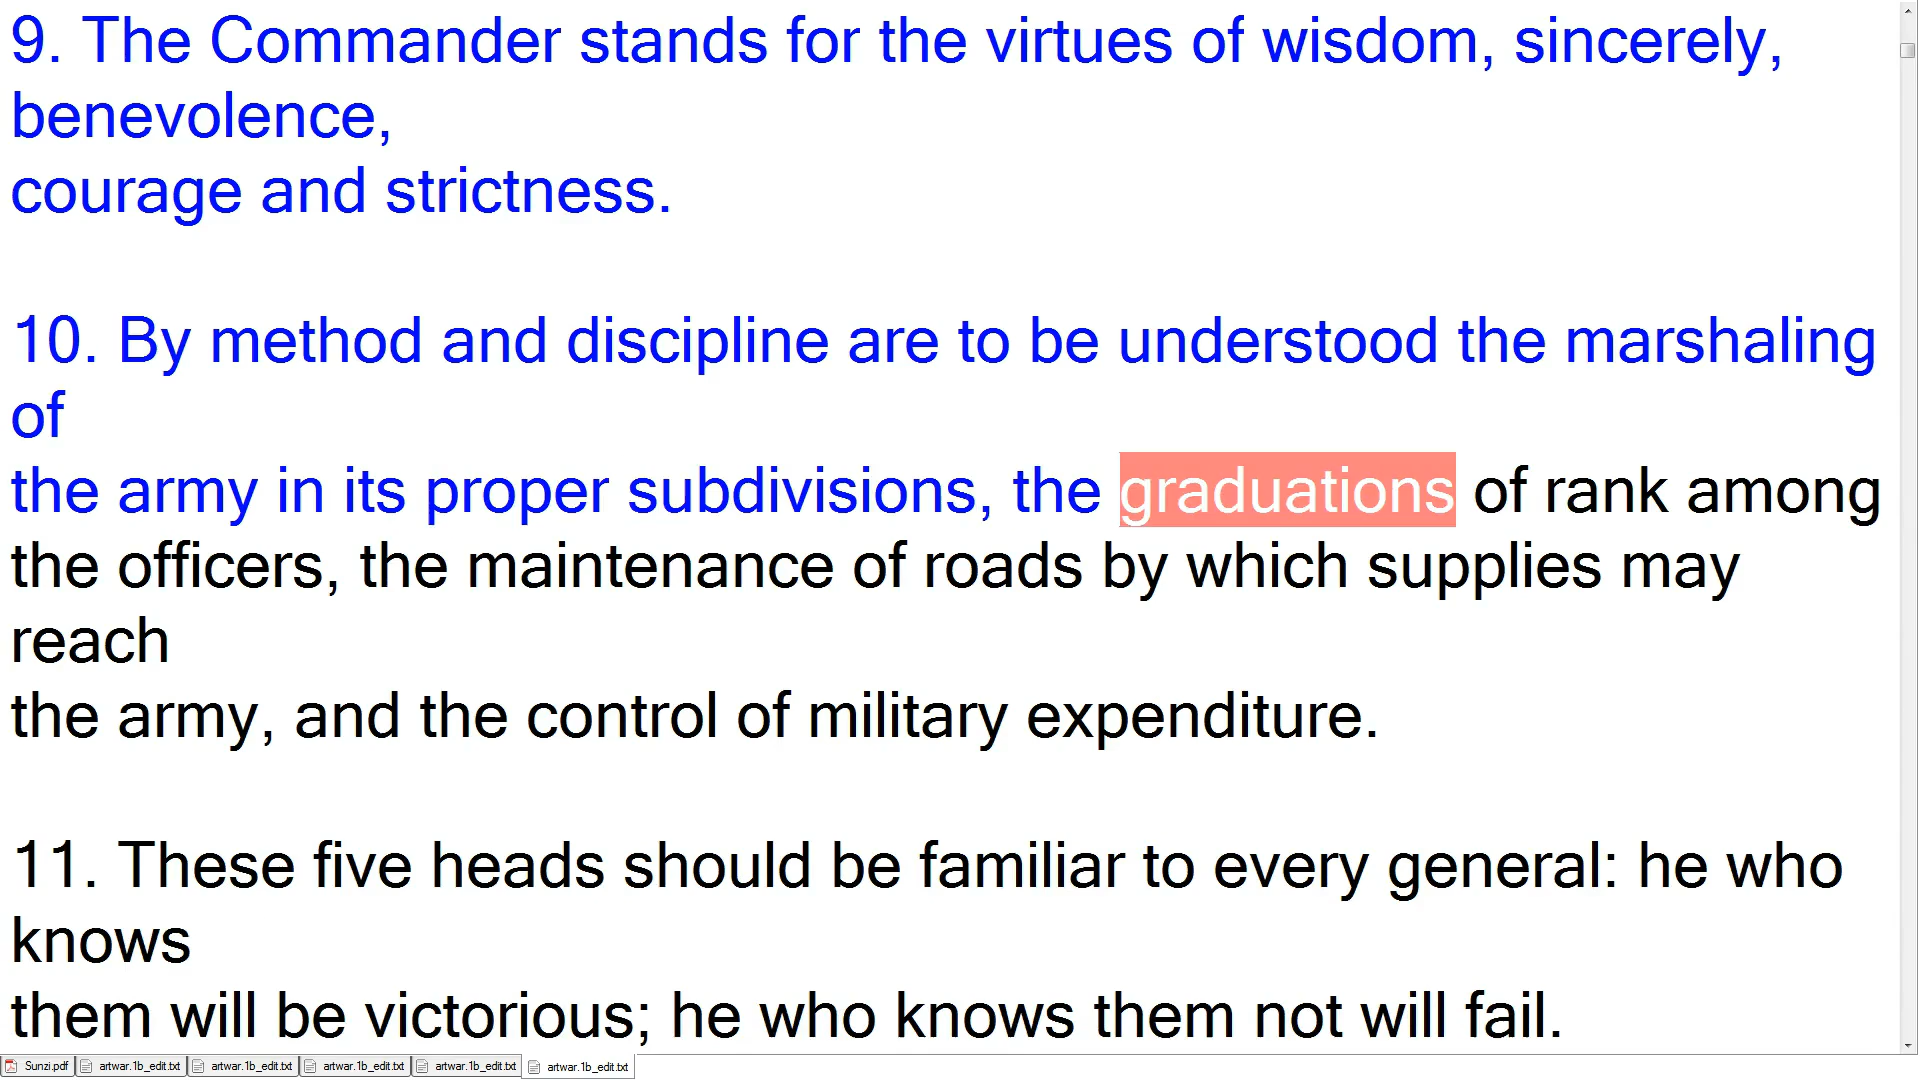 9. The Commander stands for the virtues of wisdom, sincerely,
benevolence,
courage and strictness.
10. By method and discipline are to be understood the marshaling
of
the army in its proper subdivisions, the graduations of rank among
the officers, the maintenance of roads by which supplies may
reach
the army, and the control of military expenditure.
11. These five heads should be familiar to every general: he who
knows
them will be victorious; he who knows them not will fail.
Sunzi.pdf artwar.1b_edit.txt artwar.1b_edit.txt artwar.1b_edit.txt artwar.1b_edit.txt artwar.1b_edit.txt